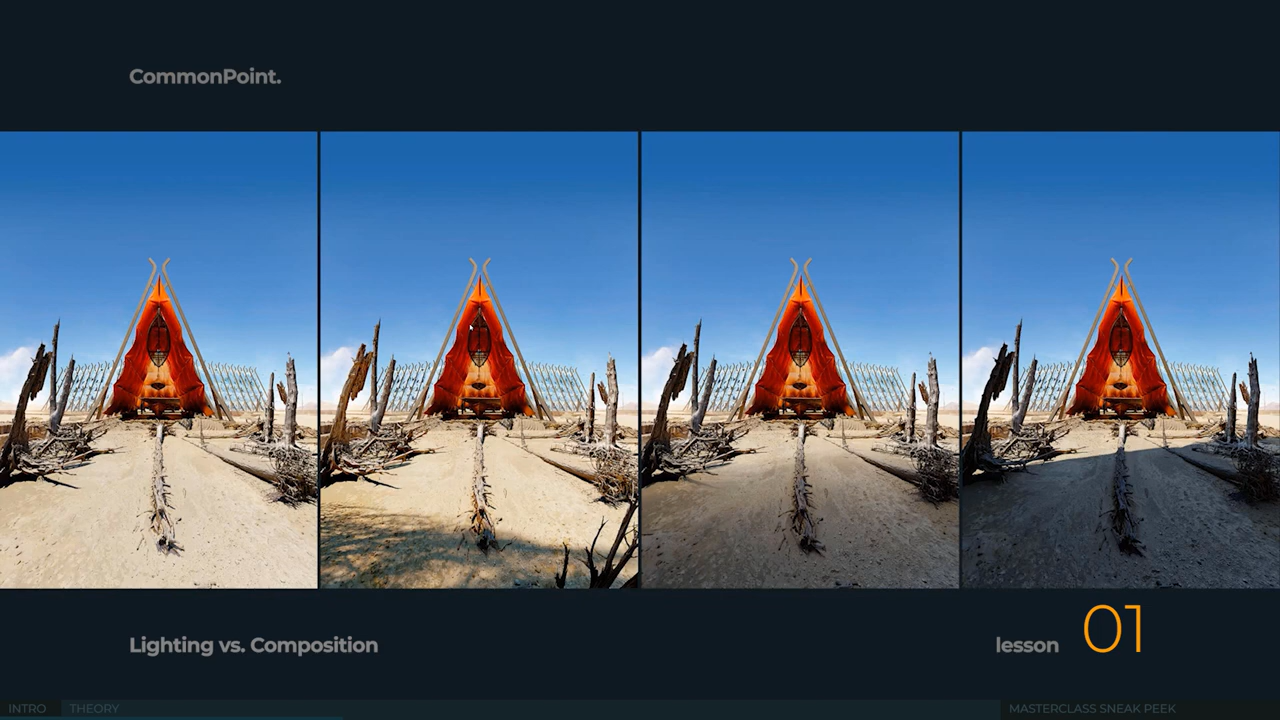 CommonPoint.
Lighting vs. Composition
lesson 01
INTRO THEORY MASTERCLASS SNEAK PEEK